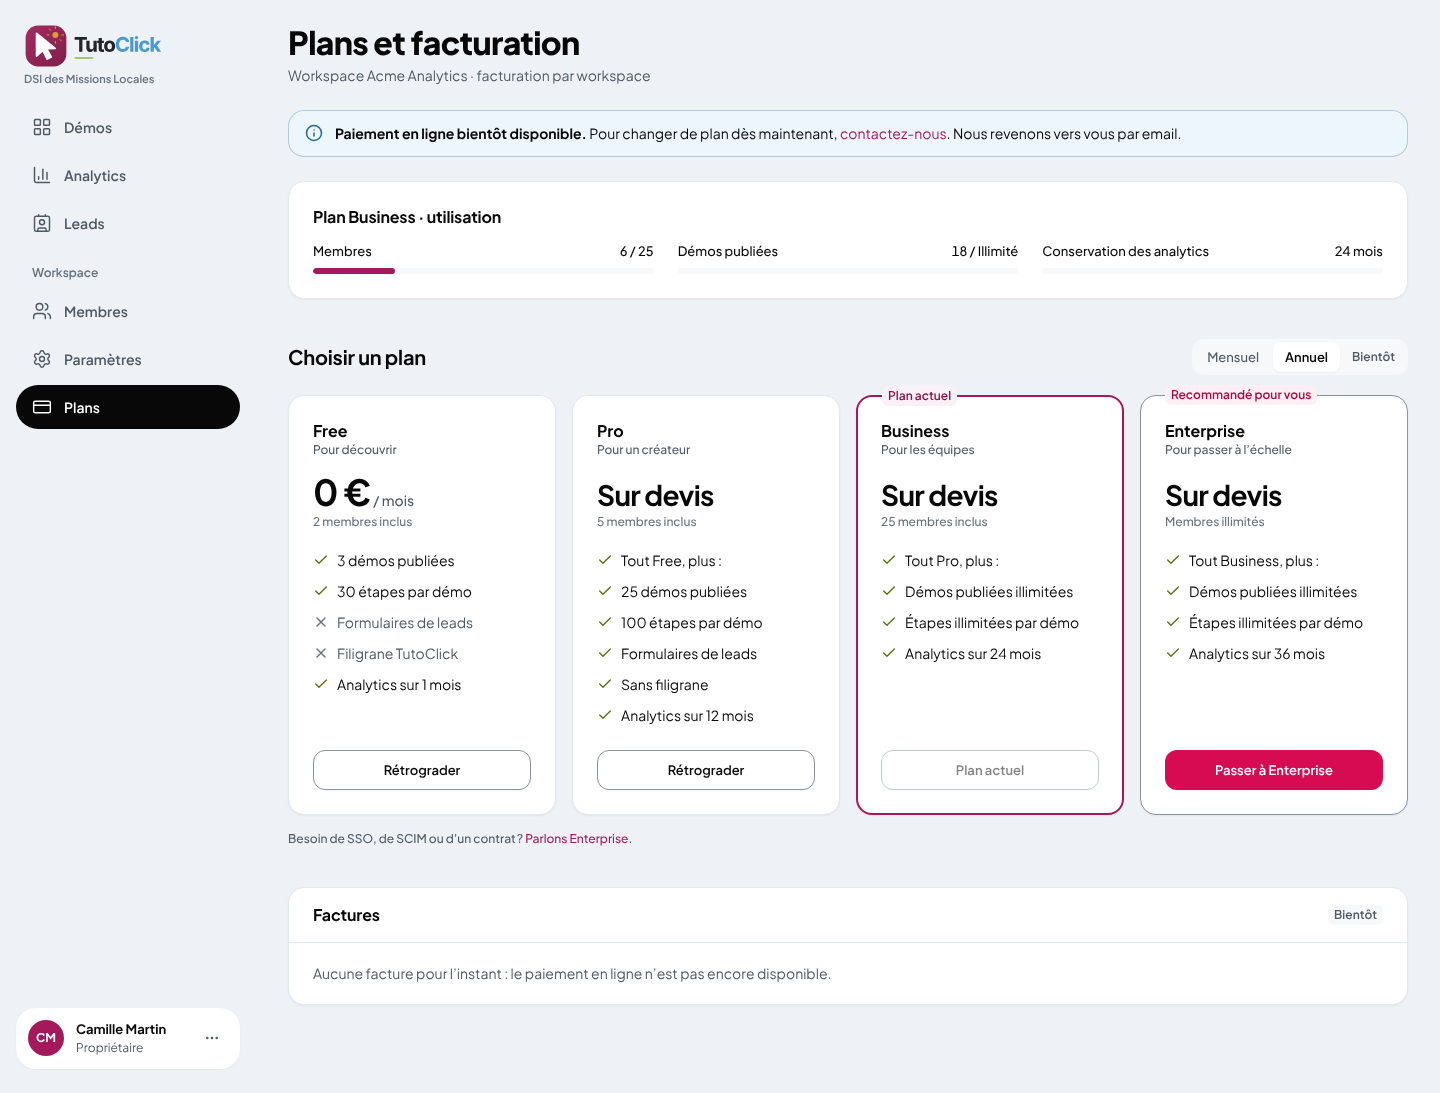 TutoClick
DSI des Missions Locales
Démos
Analytics
Leads
Workspace
Membres
Paramètres
Plans
CM
Camille Martin
Propriétaire
Plans et facturation
Workspace Acme Analytics · facturation par workspace
Paiement en ligne bientôt disponible. Pour changer de plan dès maintenant, contactez-nous. Nous revenons vers vous par email.
Plan Business · utilisation
Membres 6 / 25
Démos publiées 18 / Illimité
Conservation des analytics 24 mois
Choisir un plan
Mensuel Annuel Bientôt
Free
Pour découvrir
0 € / mois
2 membres inclus
3 démos publiées
30 étapes par démo
Formulaires de leads
Filigrane TutoClick
Analytics sur 1 mois
Rétrograder
Pro
Pour un créateur
Sur devis
5 membres inclus
Tout Free, plus :
25 démos publiées
100 étapes par démo
Formulaires de leads
Sans filigrane
Analytics sur 12 mois
Rétrograder
Plan actuel
Business
Pour les équipes
Sur devis
25 membres inclus
Tout Pro, plus :
Démos publiées illimitées
Étapes illimitées par démo
Analytics sur 24 mois
Plan actuel
Recommandé pour vous
Enterprise
Pour passer à l’échelle
Sur devis
Membres illimités
Tout Business, plus :
Démos publiées illimitées
Étapes illimitées par démo
Analytics sur 36 mois
Passer à Enterprise
Besoin de SSO, de SCIM ou d’un contrat ? Parlons Enterprise.
Factures
Bientôt
Aucune facture pour l’instant : le paiement en ligne n’est pas encore disponible.